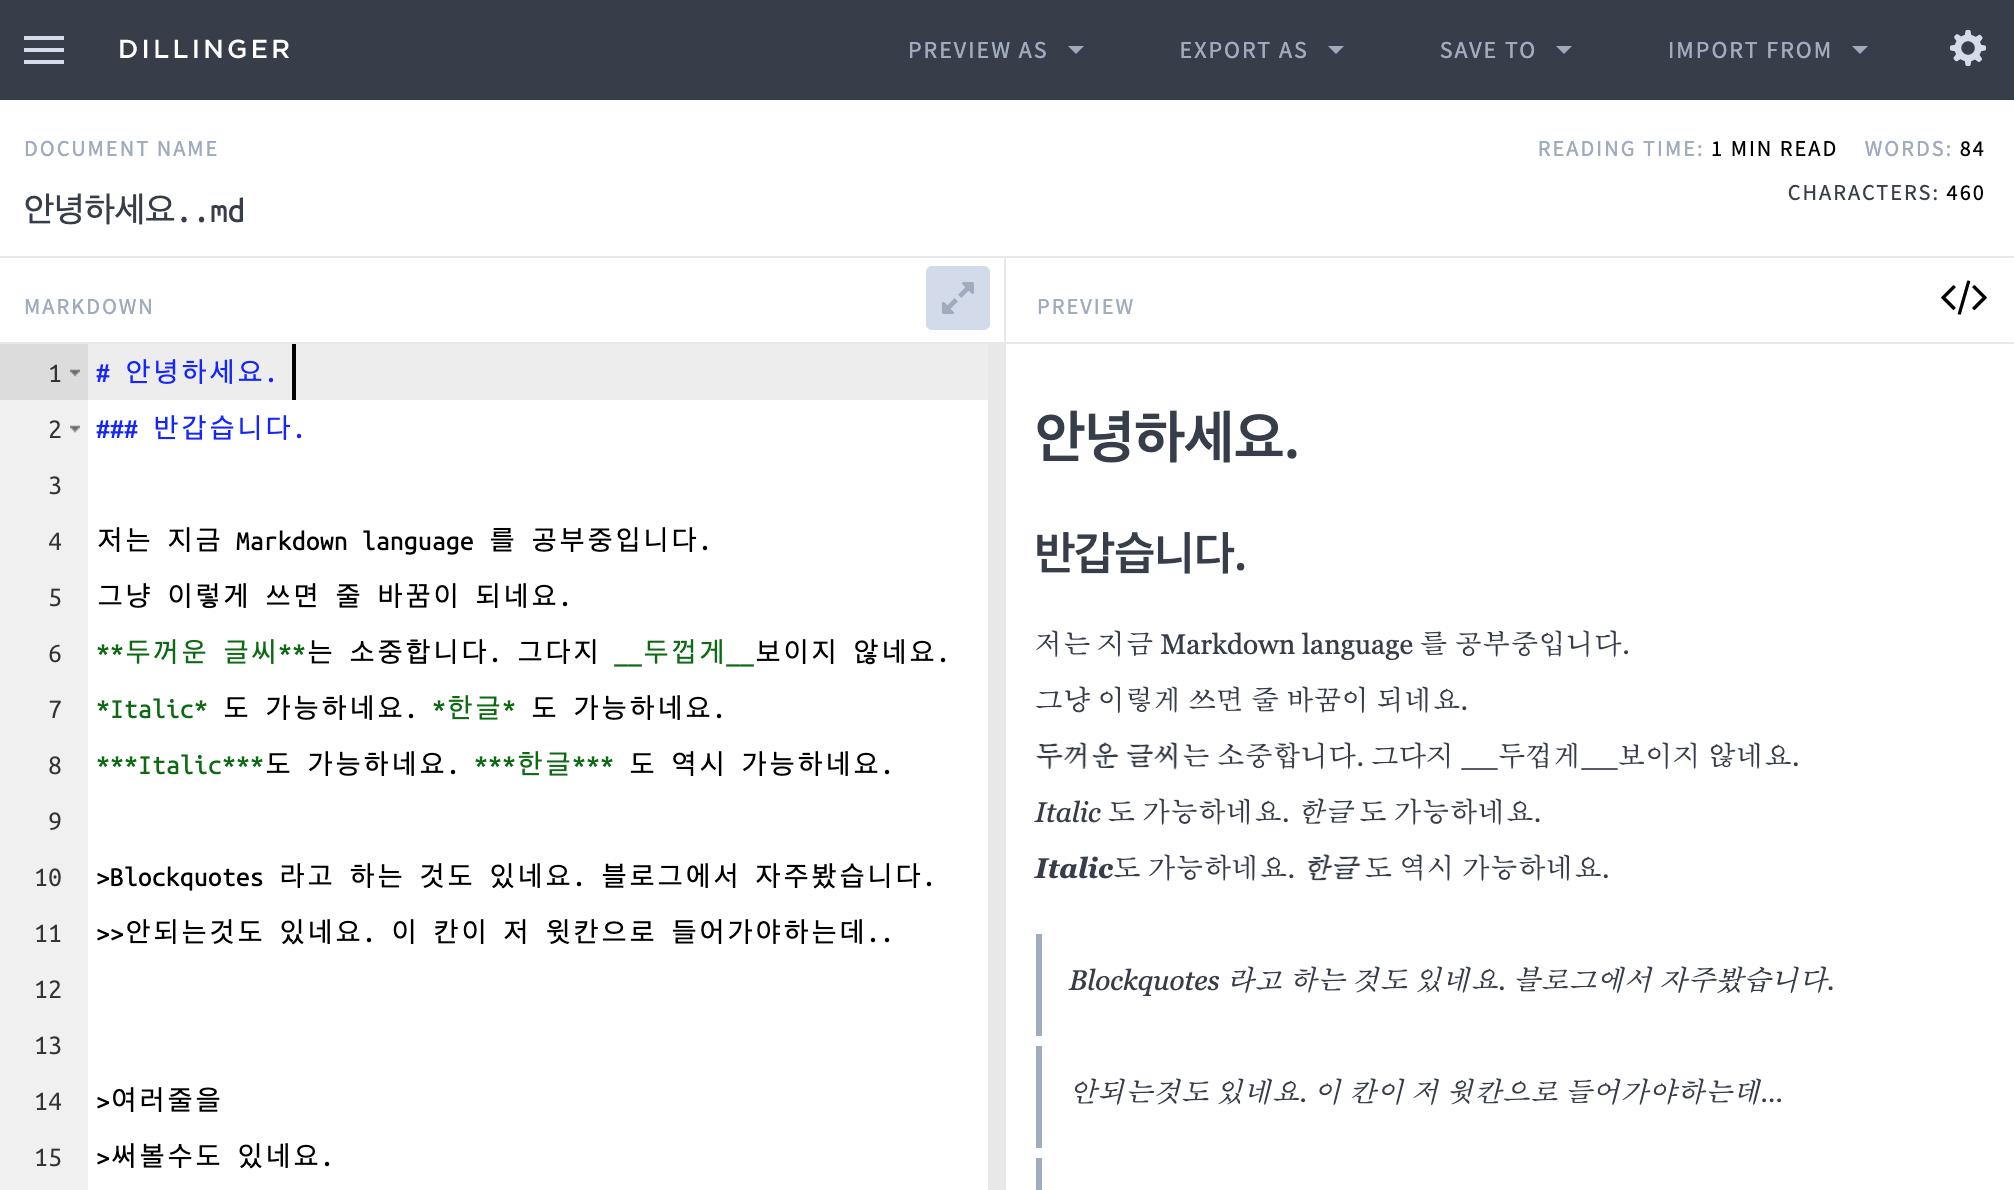 DILLINGER
PREVIEW AS
EXPORT AS
SAVE TO
IMPORT FROM
DOCUMENT NAME
READING TIME: 1 MIN READ WORDS: 84
CHARACTERS: 460
안녕하세요..md
MARKDOWN
1 # 안녕하세요.
2 ### 반갑습니다.
3
4 저는 지금 Markdown language 를 공부중입니다.
5 그냥 이렇게 쓰면 줄 바꿈이 되네요.
6 **두꺼운 글씨**는 소중합니다. 그다지 __두껍게__보이지 않네요.
7 *Italic* 도 가능하네요. *한글* 도 가능하네요.
8 ***Italic***도 가능하네요. ***한글*** 도 역시 가능하네요.
9
10 >Blockquotes 라고 하는 것도 있네요. 블로그에서 자주봤습니다.
11 >>안되는것도 있네요. 이 칸이 저 윗칸으로 들어가야하는데..
12
13
14 >여러줄을
15 >써볼수도 있네요.
PREVIEW
</>
안녕하세요.
반갑습니다.
저는 지금 Markdown language 를 공부중입니다.
그냥 이렇게 쓰면 줄 바꿈이 되네요.
두꺼운 글씨는 소중합니다. 그다지 __두껍게__보이지 않네요.
Italic 도 가능하네요. 한글 도 가능하네요.
Italic도 가능하네요. 한글 도 역시 가능하네요.
Blockquotes 라고 하는 것도 있네요. 블로그에서 자주봤습니다.
안되는것도 있네요. 이 칸이 저 윗칸으로 들어가야하는데…